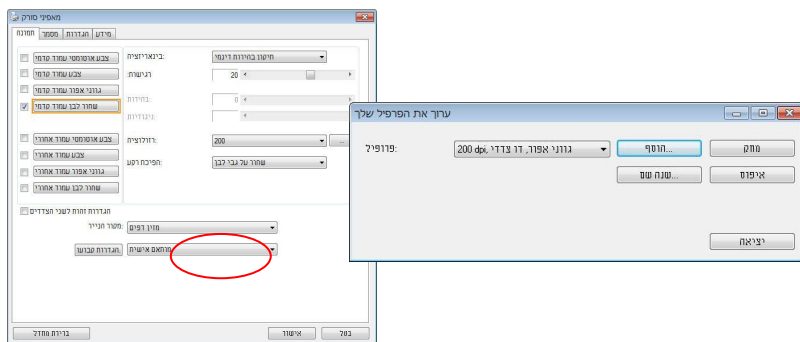 מאפיני סורק
תמונה מסמך הגדרות מידע
צבע אוטומטי עמוד קדמי
צבע עמוד קדמי
גווני אפור עמוד קדמי
שחור לבן עמוד קדמי
צבע אוטומטי עמוד אחורי
צבע עמוד אחורי
גווני אפור עמוד אחורי
שחור לבן עמוד אחורי
בינאריזציה: תיקון בהירות דינמי
רגישות: 20
בהירות: 0
ניגודיות:
רזולוציה: 200 ...
הפיכת רקע שחור על גבי לבן
הגדרות זהות לשני הצדדים
מקור הנייר: מזין דפים
הגדרות קבועו מותאם אישית
ברירת מחדל אישור בטל
ערוך את הפרפיל שלך
פרופיל: גווני אפור, דו צדדי, 200 dpi הוסף... מחק
שנה שם... איפוס
יציאה